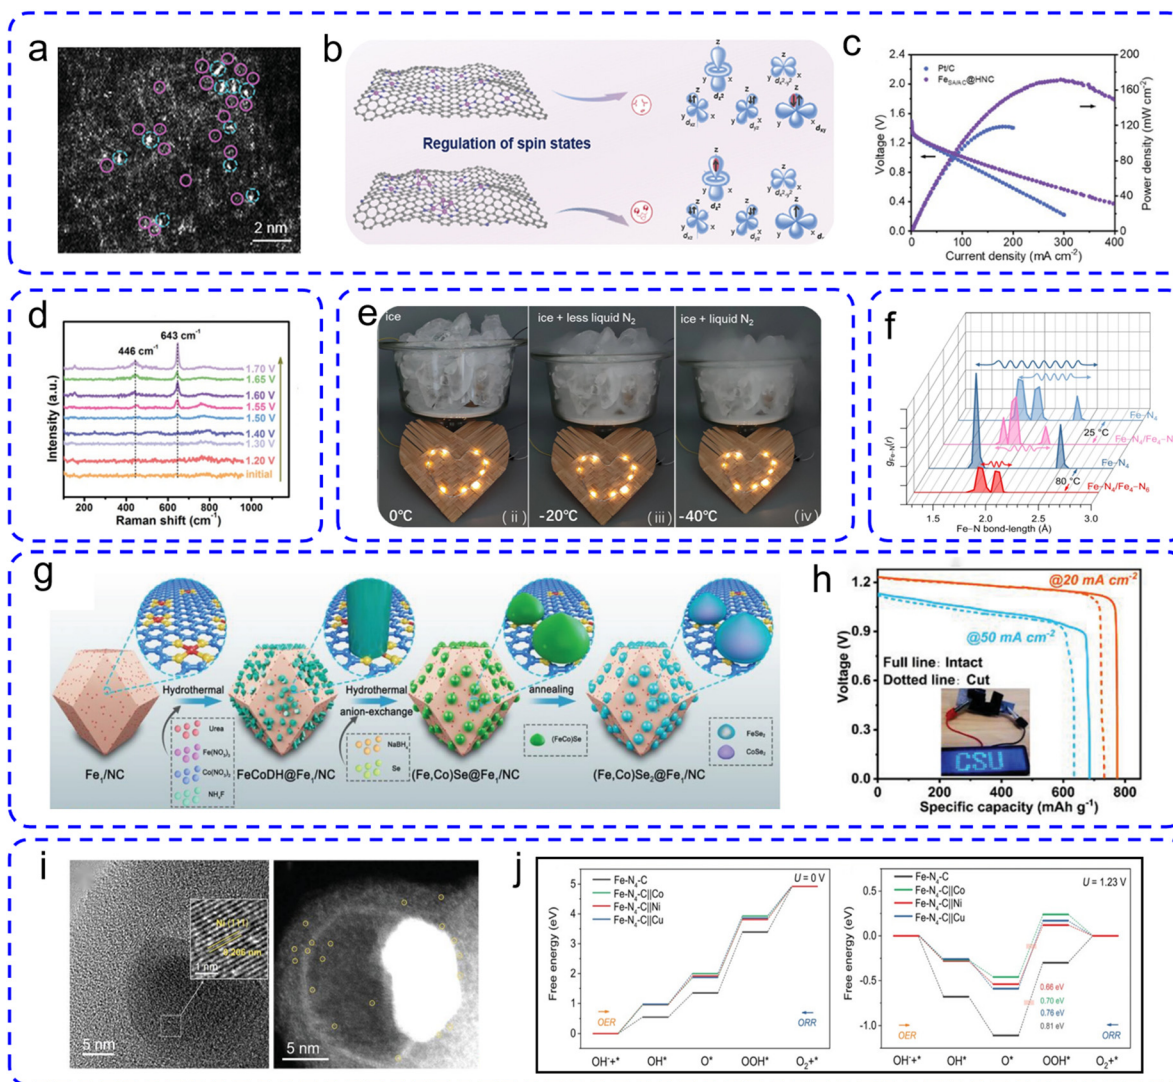 a
2 nm
b
Regulation of spin states
z
y
x
c
Pt/C
Voltage (V)
Power density (mW cm⁻²)
Current density (mA cm⁻²)
2.4
2.0
1.6
1.2
0.8
0.4
0.0
200
160
120
80
40
0
0 100 200 300 400
d
446 cm⁻¹
643 cm⁻¹
1.70 V
1.65 V
1.60 V
1.55 V
1.50 V
1.40 V
1.30 V
1.20 V
initial
Intensity (a.u.)
200 400 600 800 1000
Raman shift (cm⁻¹)
e
ice
ice + less liquid N₂
ice + liquid N₂
0℃
(ii)
-20℃
(iii)
-40℃
(iv)
f
Fe–N₄
25 °C
Fe–N₄/Fe₄–N
Fe–N₄
80 °C
Fe–N₄/Fe₄–N₆
g_Fe–N(r)
1.5 2.0 2.5 3.0
Fe–N bond-length (Å)
g
Hydrothermal
Hydrothermal
anion-exchange
annealing
Urea
Fe(NO₃)₃
Co(NO₃)₂
NH₄F
NaBH₄
Se
(FeCo)Se
FeSe₂
CoSe₂
Fe₁/NC
FeCoDH@Fe₁/NC
(Fe,Co)Se@Fe₁/NC
(Fe,Co)Se₂@Fe₁/NC
h
@20 mA cm⁻²
@50 mA cm⁻²
Full line: Intact
Dotted line: Cut
CSU
Voltage (V)
1.2
0.9
0.6
0.3
0.0
0 200 400 600 800
Specific capacity (mAh g⁻¹)
i
Ni (111)
0.206 nm
1 nm
5 nm
5 nm
j
Fe-N₄-C
Fe-N₄-C||Co
Fe-N₄-C||Ni
Fe-N₄-C||Cu
U = 0 V
Free energy (eV)
5
4
3
2
1
0
OER
ORR
OH⁻+* OH* O* OOH* O₂+*
Fe-N₄-C
Fe-N₄-C||Co
Fe-N₄-C||Ni
Fe-N₄-C||Cu
U = 1.23 V
Free energy (eV)
0.5
0.0
-0.5
-1.0
0.66 eV
0.70 eV
0.76 eV
0.81 eV
OER
ORR
OH⁻+* OH* O* OOH* O₂+*